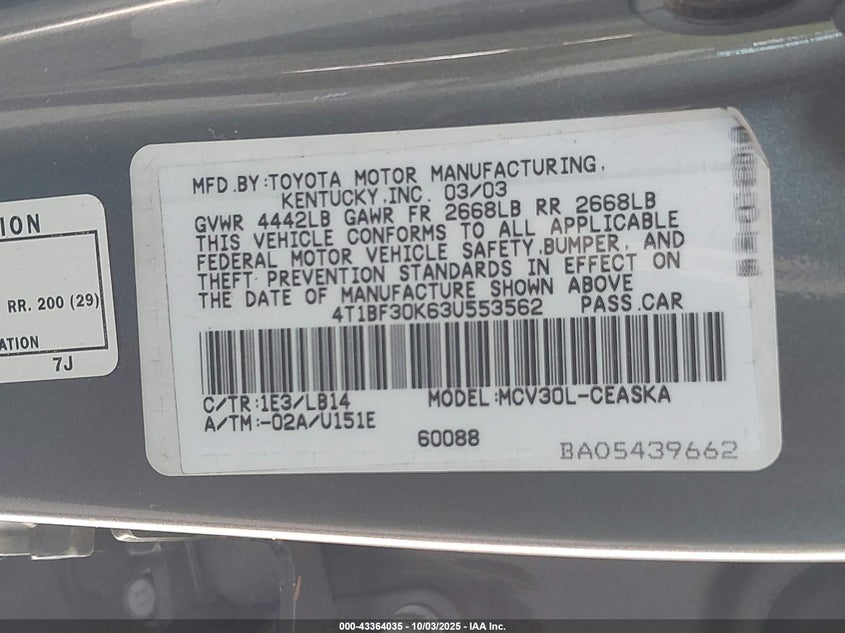 MFD.BY:TOYOTA MOTOR MANUFACTURING,
KENTUCKY,INC. 03/03
GVWR 4442LB GAWR FR 2668LB RR 2668LB
THIS VEHICLE CONFORMS TO ALL APPLICABLE
FEDERAL MOTOR VEHICLE SAFETY,BUMPER, AND
THEFT PREVENTION STANDARDS IN EFFECT ON
THE DATE OF MANUFACTURE SHOWN ABOVE
4T1BF30K63U553562 PASS.CAR
C/TR:1E3/LB14 MODEL:MCV30L-CEASKA
A/TM:-02A/U151E
60088
BA05439662
ION
RR. 200 (29)
ATION
7J
000-43364035 - 10/03/2025 - IAA Inc.